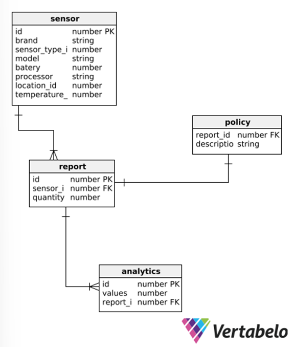 sensor
id number PK
brand string
sensor_type_i number
model string
batery number
processor string
location_id number
temperature_ number
policy
report_id number FK
descriptio string
report
id number PK
sensor_i number FK
quantity number
analytics
id number PK
values number
report_i number FK
Vertabelo